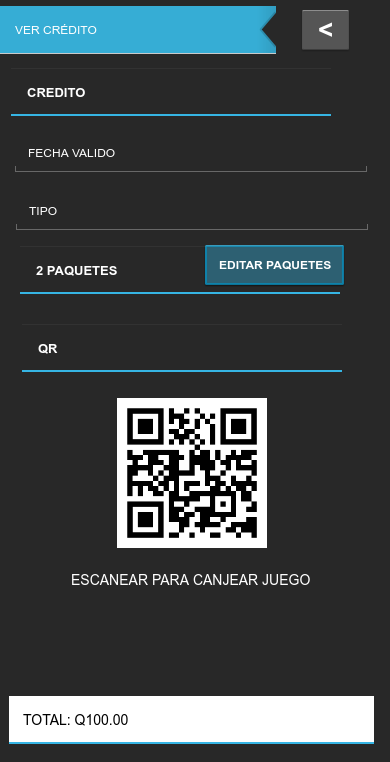 VER CRÉDITO
<
CREDITO
FECHA VALIDO
TIPO
2 PAQUETES
EDITAR PAQUETES
QR
ESCANEAR PARA CANJEAR JUEGO
TOTAL: Q100.00